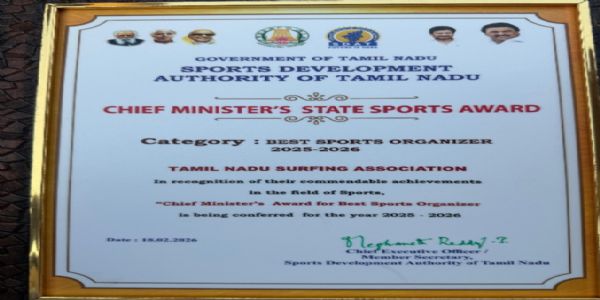 SDAT
GOVERNMENT OF TAMIL NADU
SPORTS DEVELOPMENT
AUTHORITY OF TAMIL NADU
CHIEF MINISTER'S STATE SPORTS AWARD
Category : BEST SPORTS ORGANIZER
2025-2026
TAMIL NADU SURFING ASSOCIATION
In recognition of their commendable achievements
in the field of Sports,
"Chief Minister's Award for Best Sports Organizer
is being conferred for the year 2025 - 2026
Date : 18.02.2026
Chief Executive Officer /
Member Secretary,
Sports Development Authority of Tamil Nadu